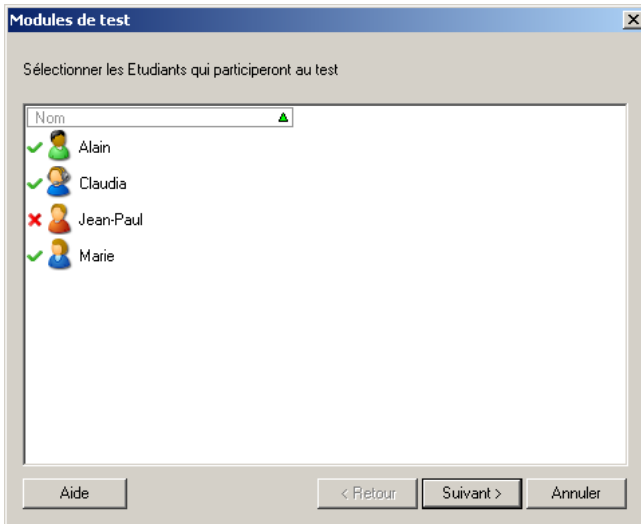 Modules de test
Sélectionner les Etudiants qui participeront au test
Nom
Alain
Claudia
Jean-Paul
Marie
Aide
< Retour
Suivant >
Annuler